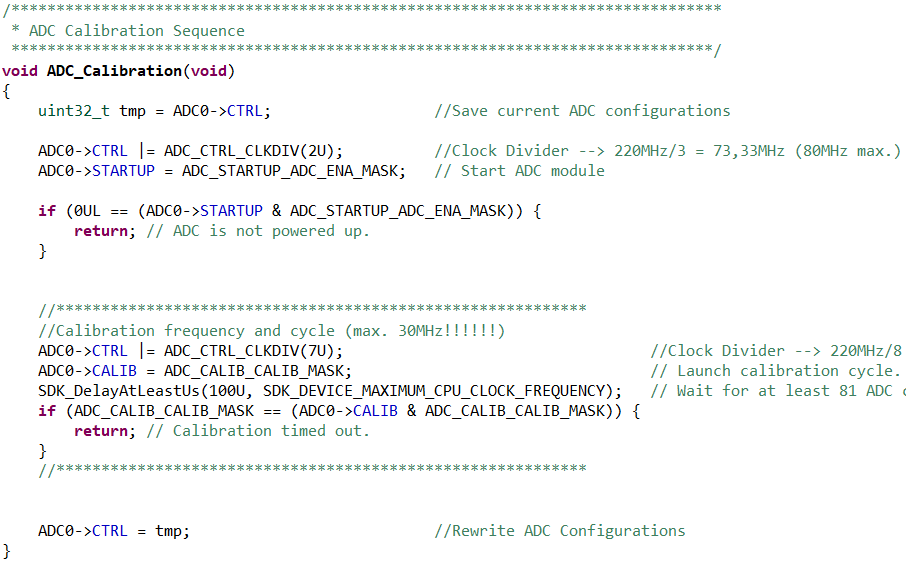 /*******************************************************************************
 * ADC Calibration Sequence
 ******************************************************************************/
void ADC_Calibration(void)
{
    uint32_t tmp = ADC0->CTRL;                  //Save current ADC configurations

    ADC0->CTRL |= ADC_CTRL_CLKDIV(2U);          //Clock Divider --> 220MHz/3 = 73,33MHz (80MHz max.)
    ADC0->STARTUP = ADC_STARTUP_ADC_ENA_MASK;   // Start ADC module

    if (0UL == (ADC0->STARTUP & ADC_STARTUP_ADC_ENA_MASK)) {
        return; // ADC is not powered up.
    }

    //***********************************************************
    //Calibration frequency and cycle (max. 30MHz!!!!!!)
    ADC0->CTRL |= ADC_CTRL_CLKDIV(7U);                                  //Clock Divider --> 220MHz/8
    ADC0->CALIB = ADC_CALIB_CALIB_MASK;                                 // Launch calibration cycle.
    SDK_DelayAtLeastUs(100U, SDK_DEVICE_MAXIMUM_CPU_CLOCK_FREQUENCY);   // Wait for at least 81 ADC
    if (ADC_CALIB_CALIB_MASK == (ADC0->CALIB & ADC_CALIB_CALIB_MASK)) {
        return; // Calibration timed out.
    }
    //***********************************************************

    ADC0->CTRL = tmp;                           //Rewrite ADC Configurations
}